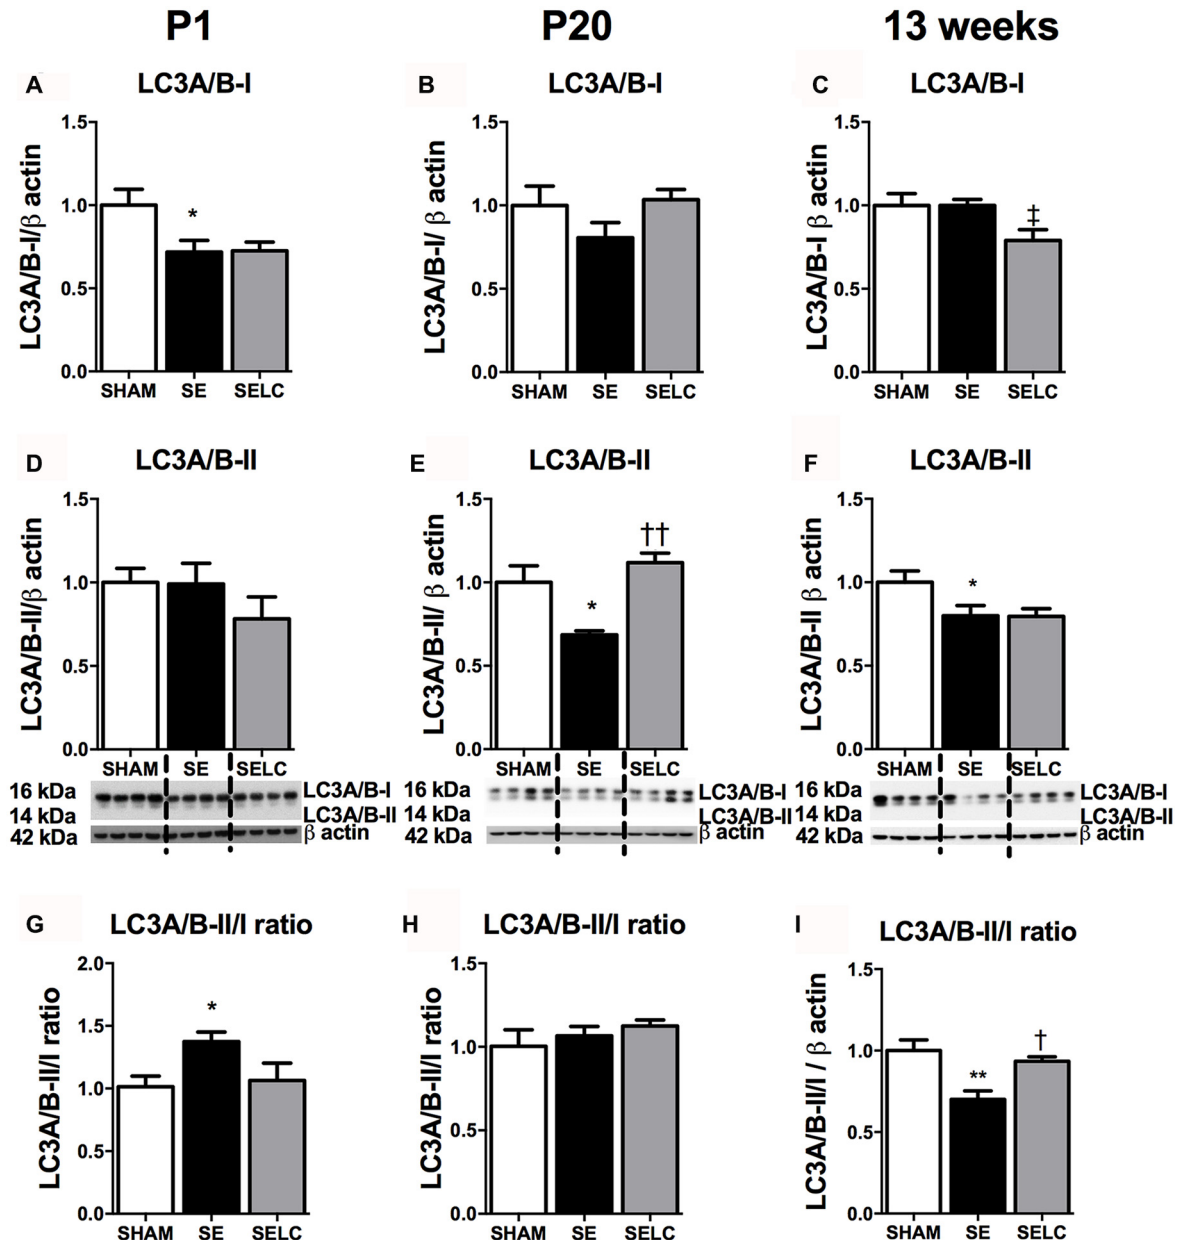 P1 P20 13 weeks
A LC3A/B-I
LC3A/B-I/β actin
1.5
1.0
0.5
0.0
*
SHAM SE SELC
B LC3A/B-I
LC3A/B-I/ β actin
1.5
1.0
0.5
0.0
SHAM SE SELC
C LC3A/B-I
LC3A/B-I β actin
1.5
1.0
0.5
0.0
‡
SHAM SE SELC
D LC3A/B-II
LC3A/B-II/β actin
1.5
1.0
0.5
0.0
SHAM SE SELC
16 kDa LC3A/B-I
14 kDa LC3A/B-II
42 kDa β actin
E LC3A/B-II
LC3A/B-II/ β actin
1.5
1.0
0.5
0.0
*
††
SHAM SE SELC
16 kDa LC3A/B-I
14 kDa LC3A/B-II
42 kDa β actin
F LC3A/B-II
LC3A/B-II β actin
1.5
1.0
0.5
0.0
*
SHAM SE SELC
16 kDa LC3A/B-I
14 kDa LC3A/B-II
42 kDa β actin
G LC3A/B-II/I ratio
LC3A/B-II/I ratio
2.0
1.5
1.0
0.5
0.0
*
SHAM SE SELC
H LC3A/B-II/I ratio
LC3A/B-II/I ratio
1.5
1.0
0.5
0.0
SHAM SE SELC
I LC3A/B-II/I ratio
LC3A/B-II/I / β actin
1.5
1.0
0.5
0.0
**
†
SHAM SE SELC